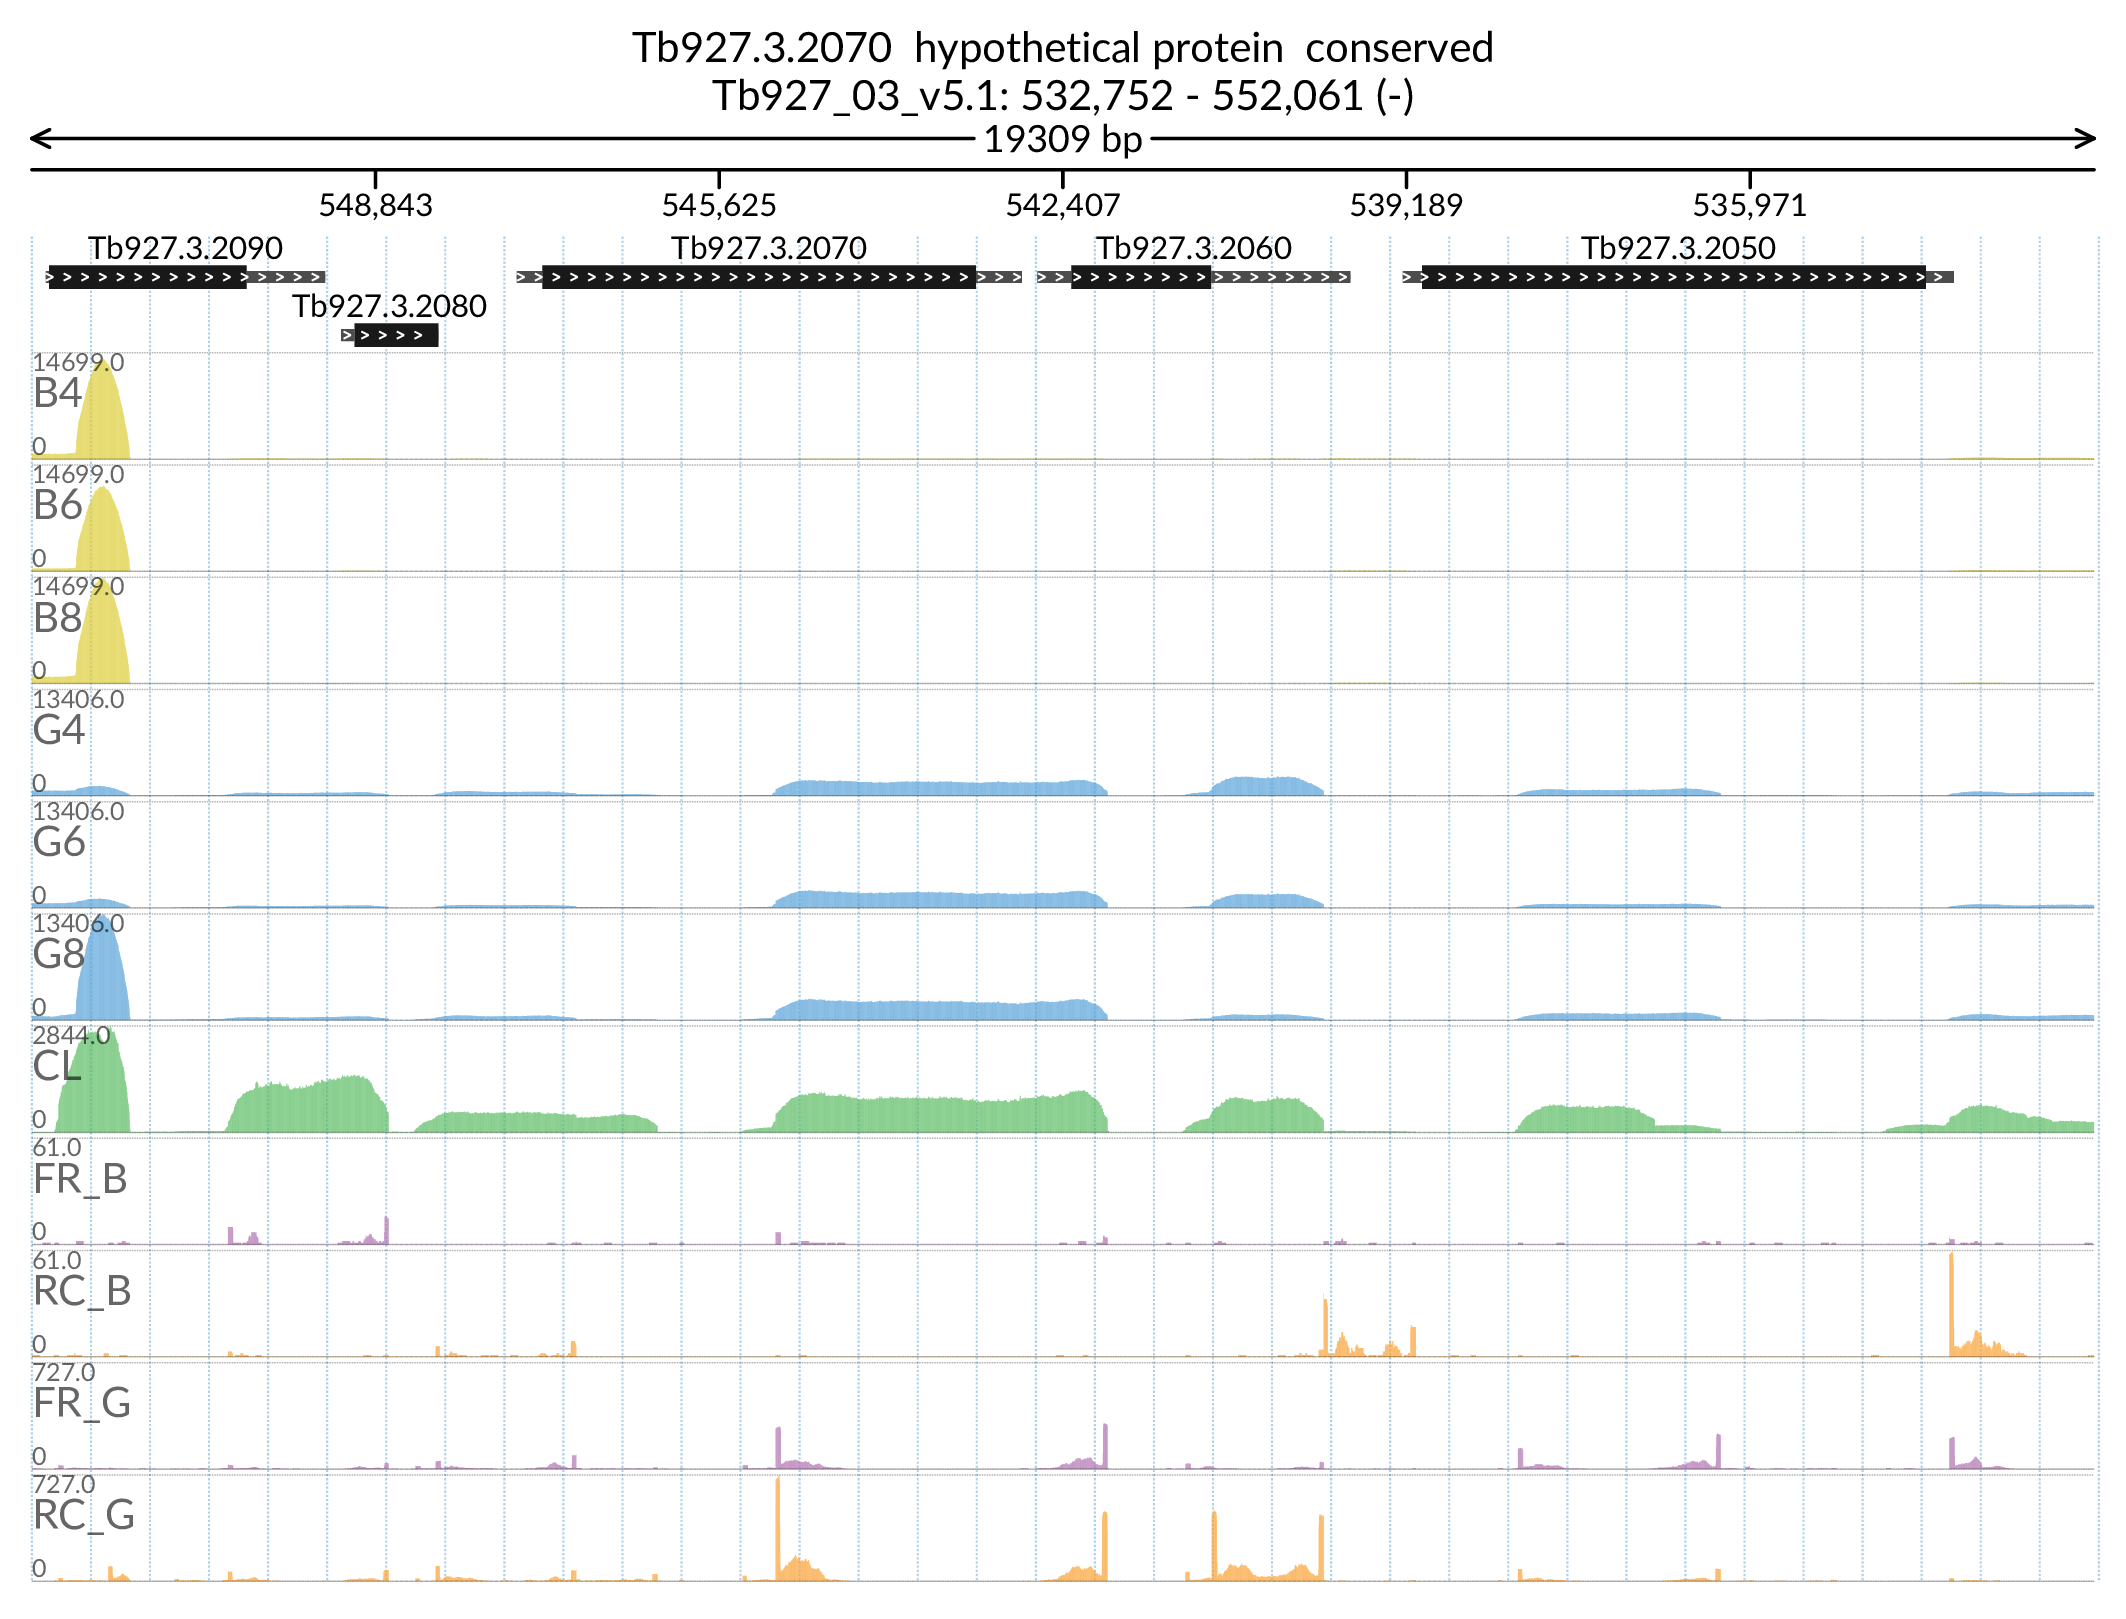 Tb927.3.2070  hypothetical protein  conserved
Tb927_03_v5.1: 532,752 - 552,061 (-)
19309 bp
548,843 545,625 542,407 539,189 535,971
Tb927.3.2090 Tb927.3.2070 Tb927.3.2060 Tb927.3.2050
Tb927.3.2080
14699.0
B4
0
14699.0
B6
0
14699.0
B8
0
13406.0
G4
0
13406.0
G6
0
13406.0
G8
0
2844.0
CL
0
61.0
FR_B
0
61.0
RC_B
0
727.0
FR_G
0
727.0
RC_G
0